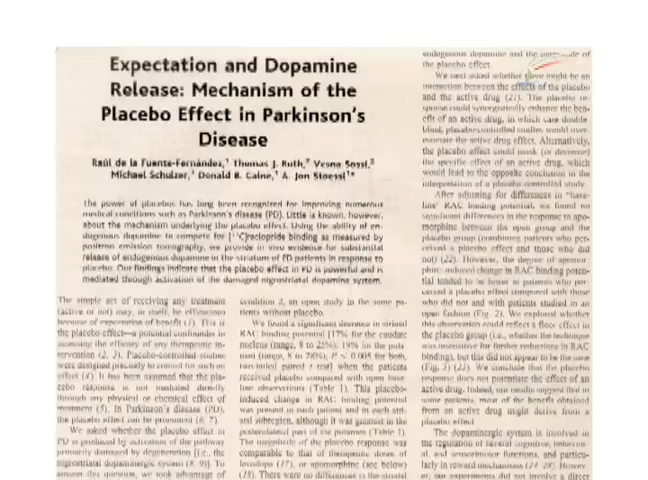 Expectation and Dopamine
Release: Mechanism of the
Placebo Effect in Parkinson's
Disease
Raúl de la Fuente-Fernández,¹ Thomas J. Ruth,² Vesna Sossi,²
Michael Schulzer,¹ Donald B. Calne,¹ A. Jon Stoessl¹*
The power of placebos has long been recognized for improving numerous
medical conditions such as Parkinson's disease (PD). Little is known, however,
about the mechanism underlying the placebo effect. Using the ability of en-
dogenous dopamine to compete for [¹¹C]raclopride binding as measured by
positron emission tomography, we provide in vivo evidence for substantial
release of endogenous dopamine in the striatum of PD patients in response to
placebo. Our findings indicate that the placebo effect in PD is powerful and is
mediated through activation of the damaged nigrostriatal dopamine system.
The simple act of receiving any treatment
(active or not) may, in itself, be efficacious
because of expectation of benefit (1). This is
the placebo effect—a potential confounder in
assessing the efficacy of any therapeutic in-
tervention (2, 3). Placebo-controlled studies
were designed precisely to control for such an
effect (4). It has been assumed that the pla-
cebo response is not mediated directly
through any physical or chemical effect of
treatment (5). In Parkinson's disease (PD),
the placebo effect can be prominent (6, 7).
We asked whether the placebo effect in
PD is produced by activation of the pathway
primarily damaged by degeneration [i.e., the
nigrostriatal dopaminergic system (8, 9)]. To
answer this question, we took advantage of
condition 2, an open study in the same pa-
tients without placebo.
We found a significant decrease in striatal
RAC binding potential [17% for the caudate
nucleus (range, 8 to 25%); 19% for the puta-
men (range, 8 to 28%); P < 0.005 for both,
two-tailed paired t test] when the patients
received placebo compared with open base-
line observations (Table 1). This placebo-
induced change in RAC binding potential
was present in each patient and in each stri-
atal subregion, although it was greatest in the
posterolateral part of the putamen (Table 1).
The magnitude of the placebo response was
comparable to that of therapeutic doses of
levodopa (17), or apomorphine (see below)
(18). There were no differences in the striatal
endogenous dopamine and the magnitude of
the placebo effect.
We next asked whether there might be an
interaction between the effects of the placebo
and the active drug (21). The placebo re-
sponse could synergistically enhance the ben-
efit of an active drug, in which case double-
blind, placebo-controlled studies would over-
estimate the active drug effect. Alternatively,
the placebo effect could mask (or decrease)
the specific effect of an active drug, which
would lead to the opposite conclusion in the
interpretation of a placebo-controlled study.
After adjusting for differences in "base-
line" RAC binding potential, we found no
significant differences in the response to apo-
morphine between the open group and the
placebo group (combining patients who per-
ceived a placebo effect and those who did
not) (22). However, the degree of apomor-
phine-induced change in RAC binding poten-
tial tended to be lower in patients who per-
ceived a placebo effect compared with those
who did not and with patients studied in an
open fashion (Fig. 2). We explored whether
this observation could reflect a floor effect in
the placebo group (i.e., whether the technique
was insensitive for further reductions in RAC
binding), but this did not appear to be the case
(Fig. 3) (23). We conclude that the placebo
response does not potentiate the effect of an
active drug. Indeed, our results suggest that in
some patients, most of the benefit obtained
from an active drug might derive from a
placebo effect.
The dopaminergic system is involved in
the regulation of several cognitive, behavior-
al, and sensorimotor functions, and particu-
larly in reward mechanisms (24–28). Howev-
er, our experiments did not involve a direct